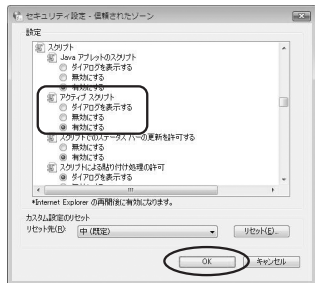 セキュリティ設定 - 信頼されたゾーン
設定
スクリプト
Java アプレットのスクリプト
ダイアログを表示する
無効にする
有効にする
アクティブ スクリプト
ダイアログを表示する
無効にする
有効にする
スクリプトでのステータス バーの更新を許可する
無効にする
有効にする
スクリプトによる貼り付け処理の許可
ダイアログを表示する
*Internet Explorer の再開後に有効になります。
カスタム設定のリセット
リセット先(R): 中 (既定) リセット(E)...
OK キャンセル